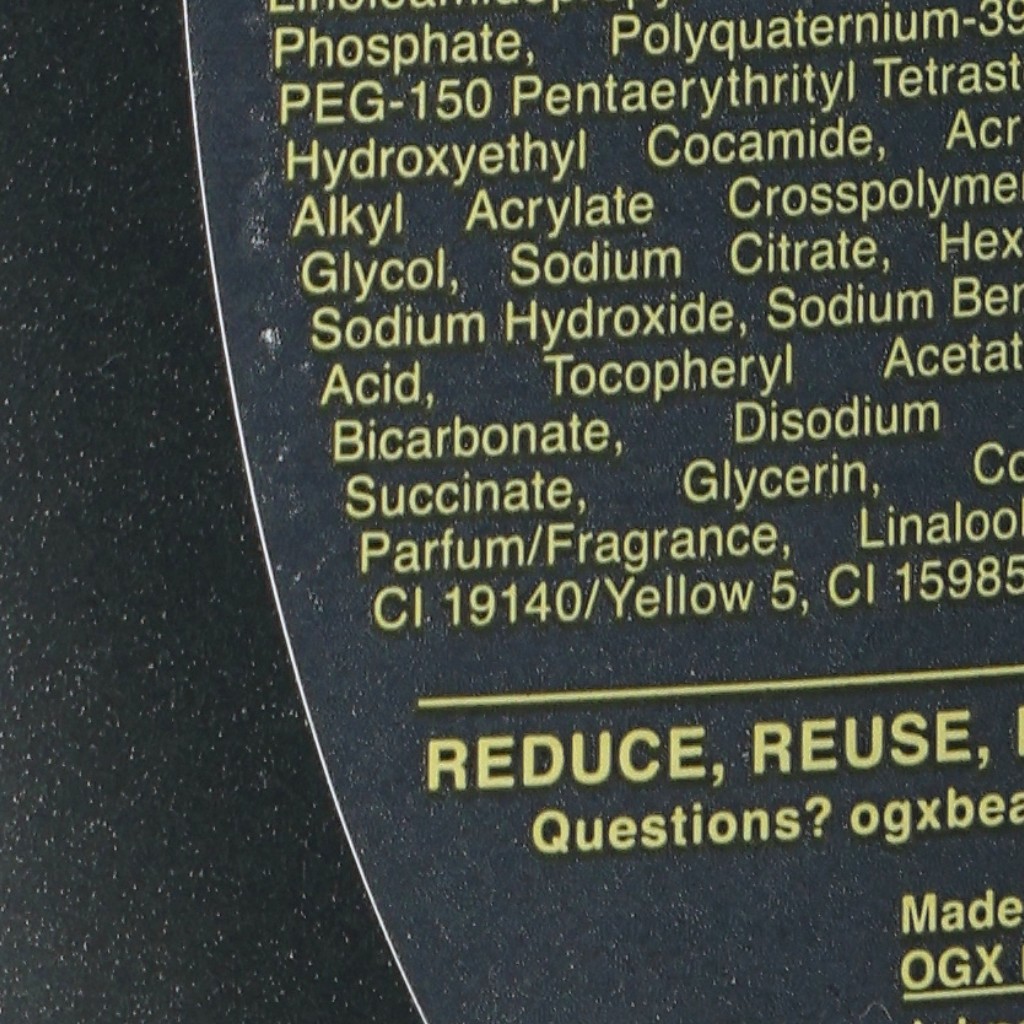 Phosphate, Polyquaternium-39
PEG-150 Pentaerythrityl Tetrast
Hydroxyethyl Cocamide, Acr
Alkyl Acrylate Crosspolymer
Glycol, Sodium Citrate, Hex
Sodium Hydroxide, Sodium Ben
Acid, Tocopheryl Acetat
Bicarbonate, Disodium
Succinate, Glycerin, Co
Parfum/Fragrance, Linalool
CI 19140/Yellow 5, CI 15985
REDUCE, REUSE,
Questions? ogxbea
Made
OGX